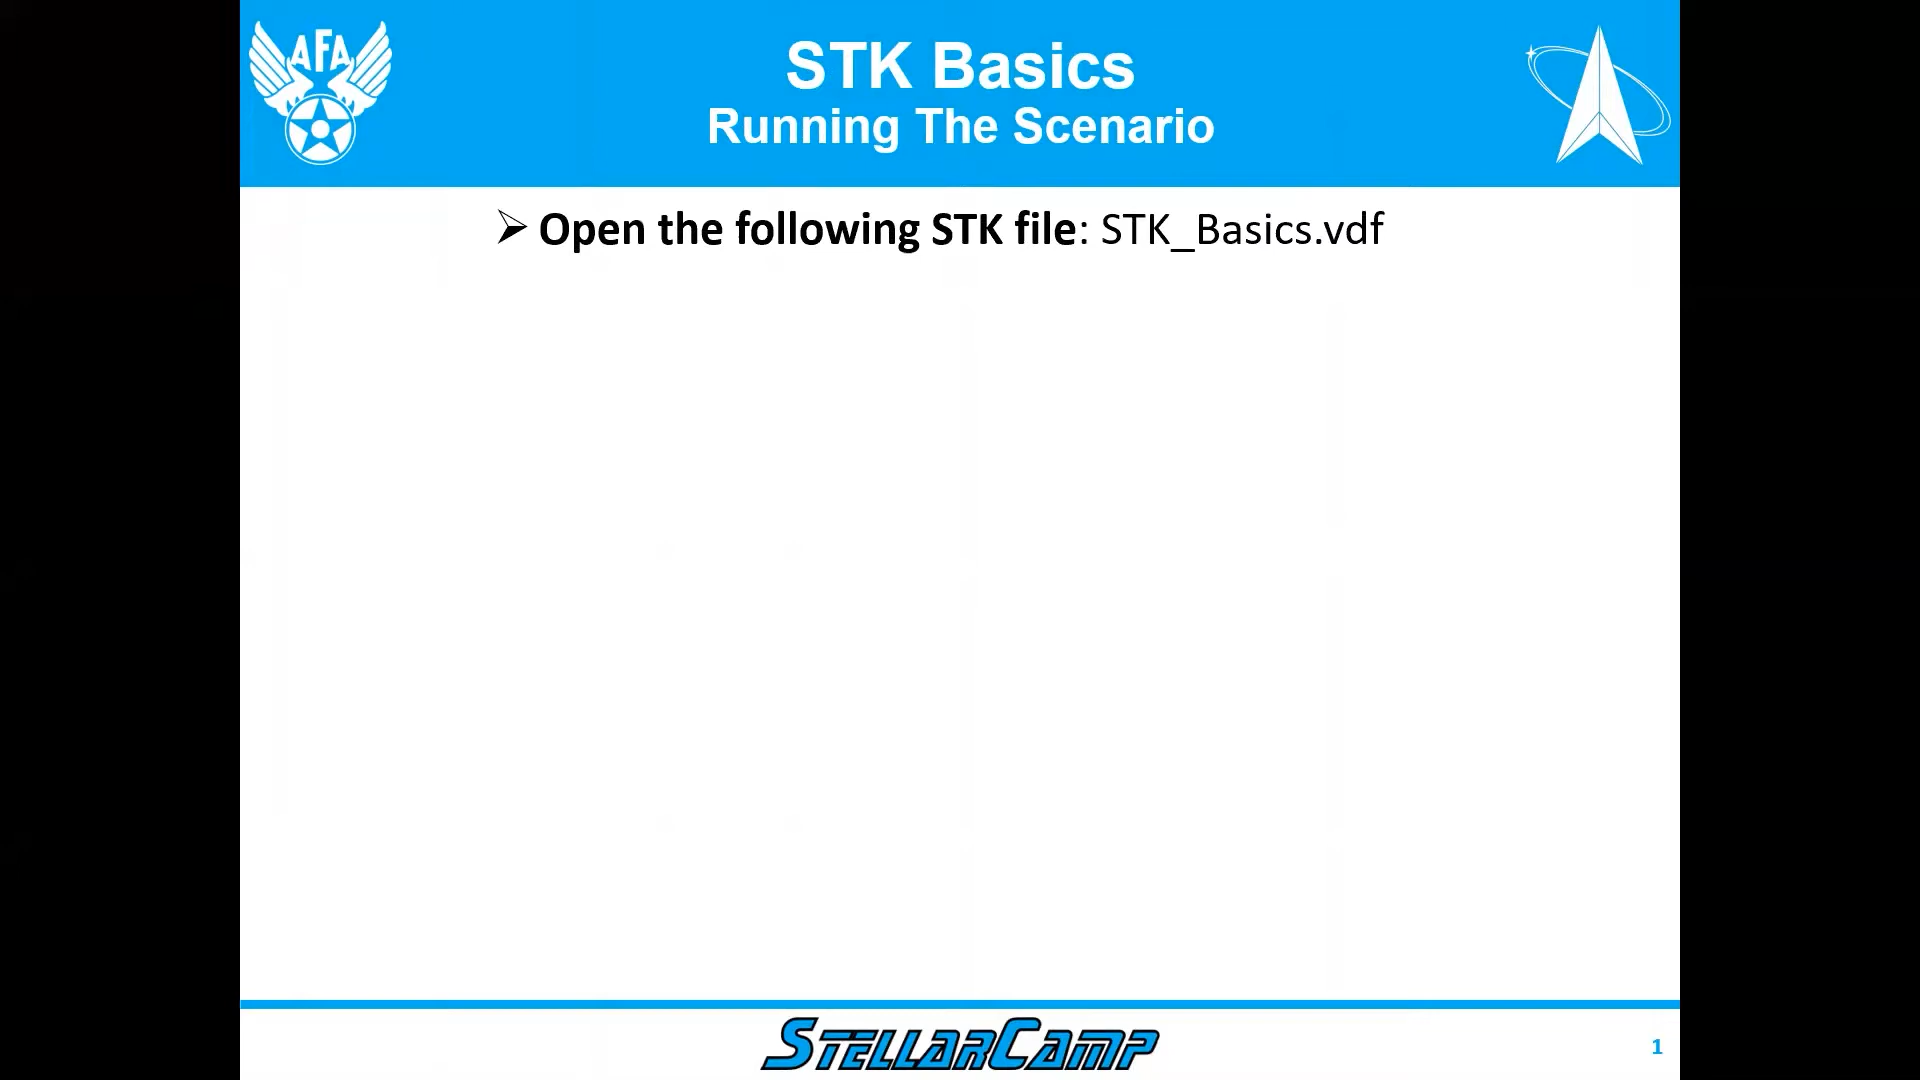 AFA
STK Basics
Running The Scenario
➢ Open the following STK file: STK_Basics.vdf
STELLARCAMP
1